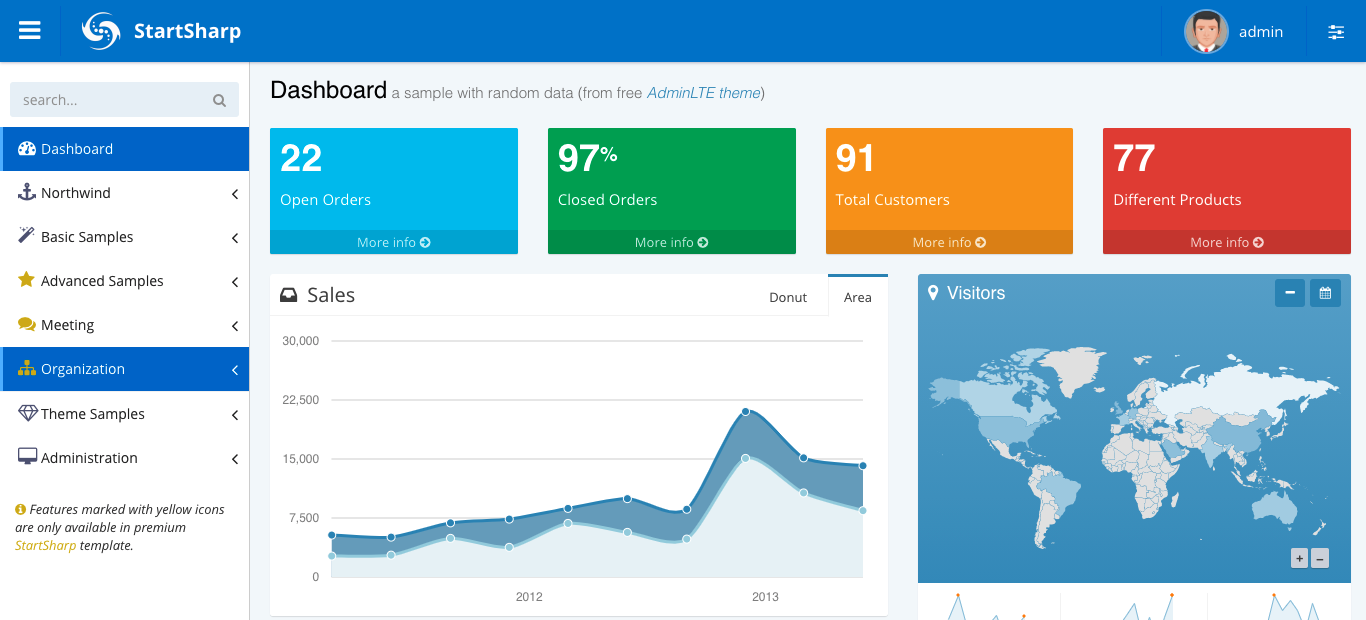 StartSharp
admin
search...
Dashboard
Northwind
Basic Samples
Advanced Samples
Meeting
Organization
Theme Samples
Administration
Features marked with yellow icons
are only available in premium
StartSharp template.
Dashboard a sample with random data (from free AdminLTE theme)
22
Open Orders
More info
97%
Closed Orders
More info
91
Total Customers
More info
77
Different Products
More info
Sales
Donut
Area
30,000
22,500
15,000
7,500
0
2012
2013
Visitors
+
−